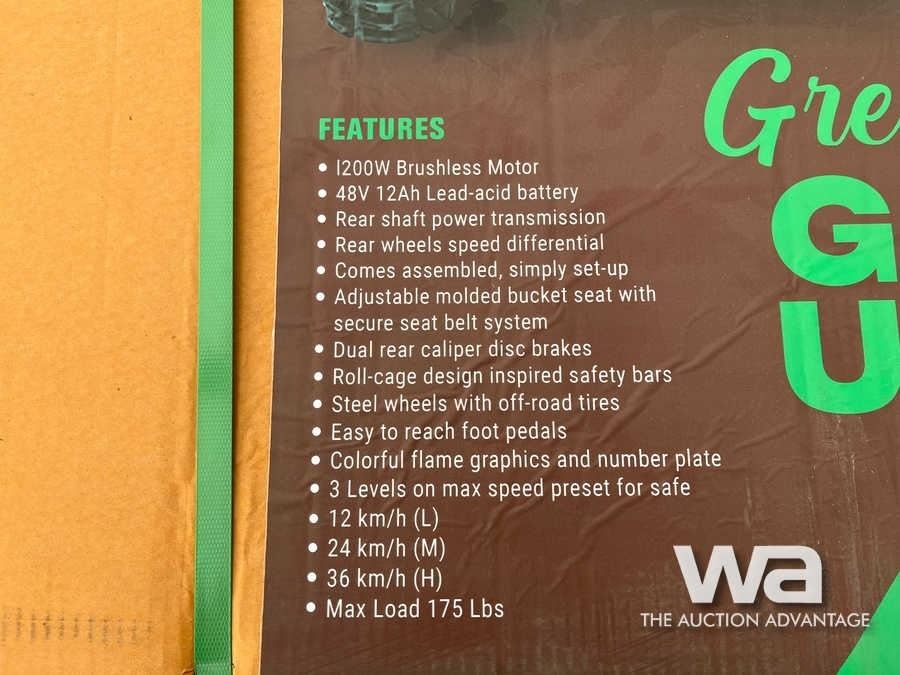 Gre
G
U
FEATURES
• 1200W Brushless Motor
• 48V 12Ah Lead-acid battery
• Rear shaft power transmission
• Rear wheels speed differential
• Comes assembled, simply set-up
• Adjustable molded bucket seat with
secure seat belt system
• Dual rear caliper disc brakes
• Roll-cage design inspired safety bars
• Steel wheels with off-road tires
• Easy to reach foot pedals
• Colorful flame graphics and number plate
• 3 Levels on max speed preset for safe
• 12 km/h (L)
• 24 km/h (M)
• 36 km/h (H)
• Max Load 175 Lbs
wa
THE AUCTION ADVANTAGE